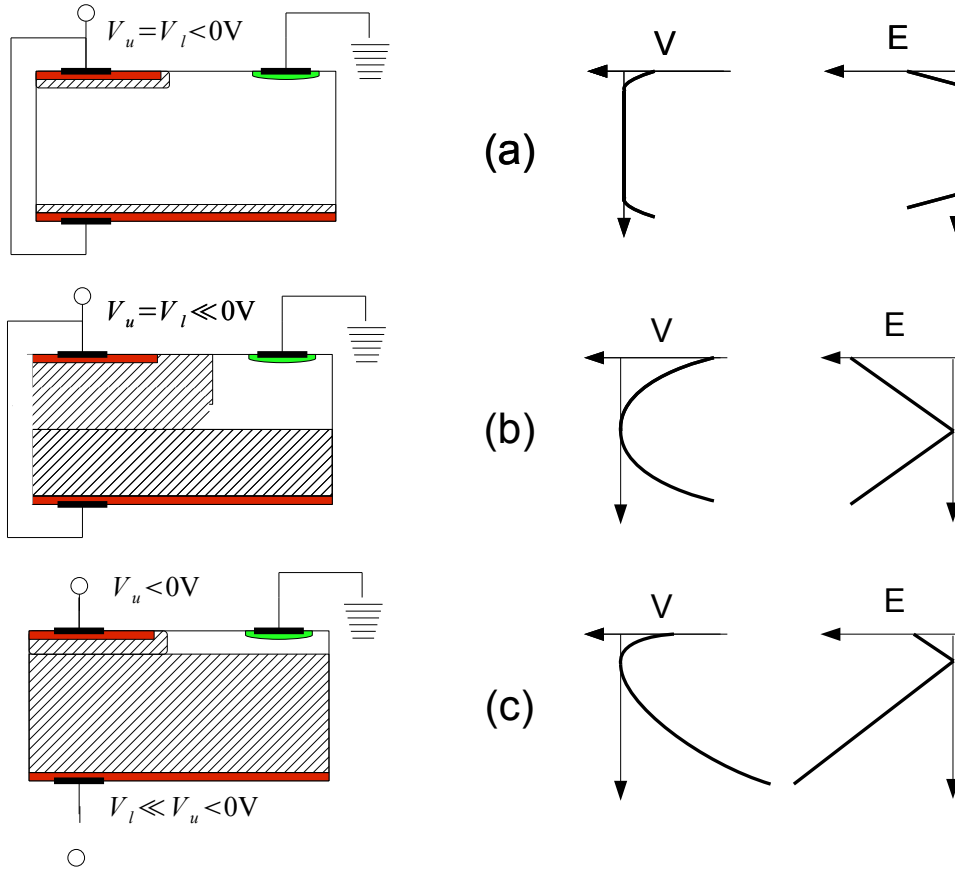 V_u = V_l < 0V
V
E
(a)
V_u = V_l ≪ 0V
V
E
(b)
V_u < 0V
V
E
(c)
V_l ≪ V_u < 0V